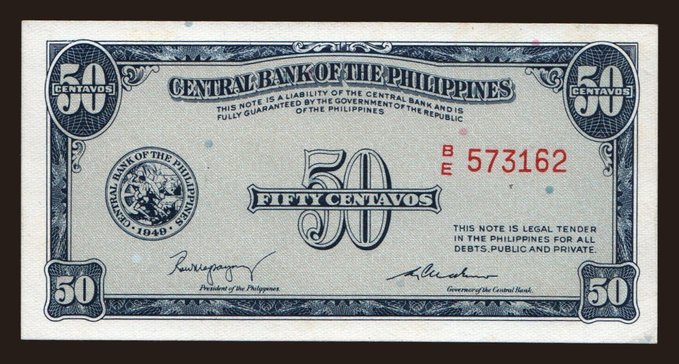 50
CENTAVOS
50
CENTAVOS
CENTRAL BANK OF THE PHILIPPINES
THIS NOTE IS A LIABILITY OF THE CENTRAL BANK AND IS
FULLY GUARANTEED BY THE GOVERNMENT OF THE REPUBLIC
OF THE PHILIPPINES
B/E 573162
CENTRAL BANK OF THE PHILIPPINES
1949
50
FIFTY CENTAVOS
THIS NOTE IS LEGAL TENDER
IN THE PHILIPPINES FOR ALL
DEBTS, PUBLIC AND PRIVATE.
President of the Philippines.
Governor of the Central Bank.
50
50